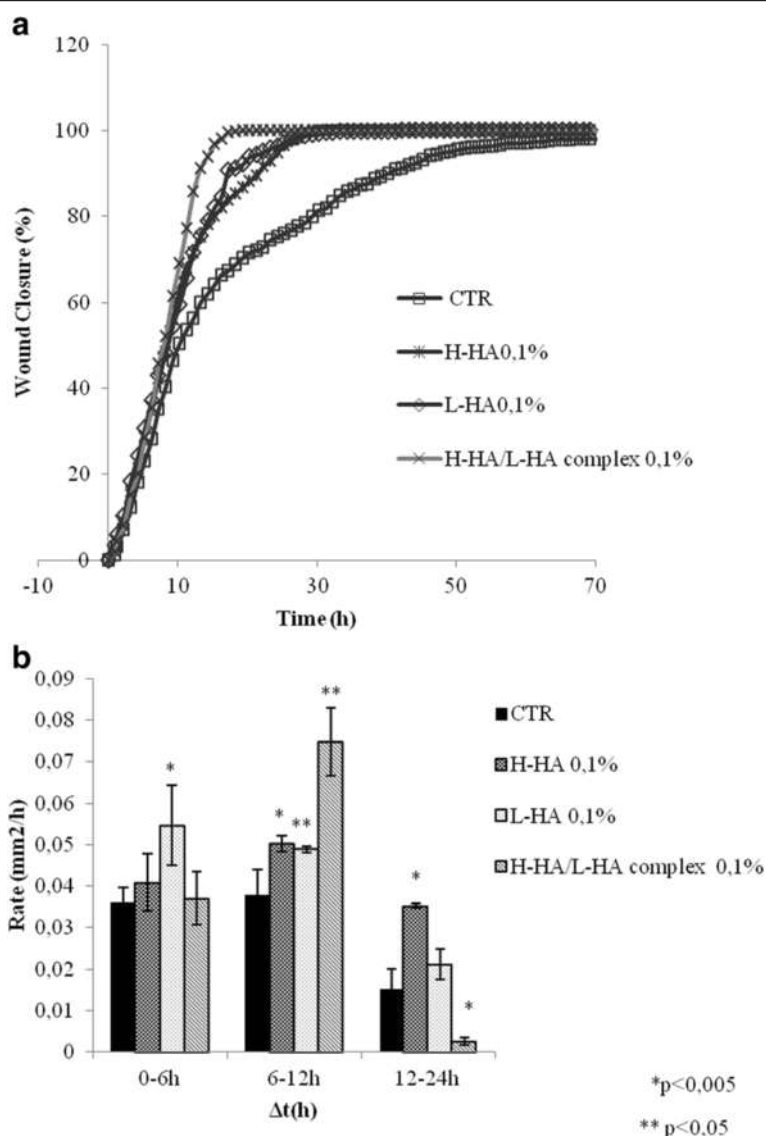 a
120
100
80
60
40
20
0
-10
10
30
50
70
Wound Closure (%)
Time (h)
CTR
H-HA0,1%
L-HA0,1%
H-HA/L-HA complex 0,1%
b
0,09
0,08
0,07
0,06
0,05
0,04
0,03
0,02
0,01
0
Rate (mm2/h)
*
*
**
**
*
*
0-6h
6-12h
12-24h
Δt(h)
CTR
H-HA 0,1%
L-HA 0,1%
H-HA/L-HA complex 0,1%
*p<0,005
** p<0,05